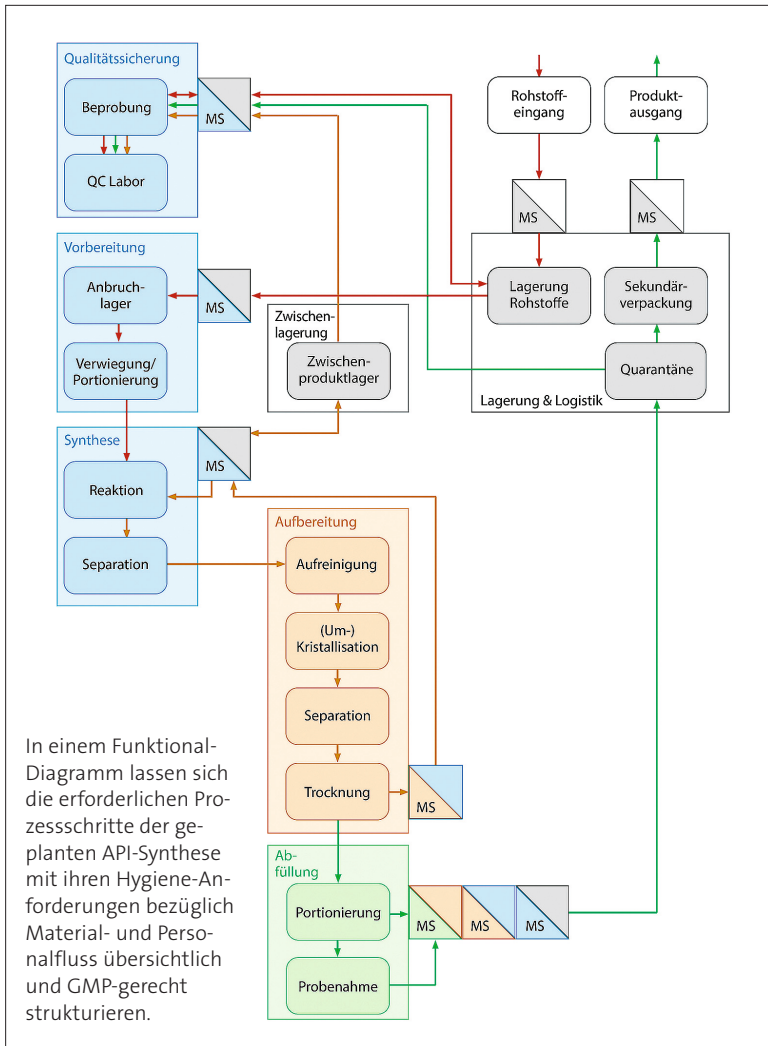 Qualitätssicherung
Beprobung
MS
QC Labor
Rohstoff-
eingang
Produkt-
ausgang
MS
MS
Vorbereitung
Anbruch-
lager
MS
Verwiegung/
Portionierung
Zwischen-
lagerung
Zwischen-
produktlager
Lagerung
Rohstoffe
Sekundär-
verpackung
Quarantäne
Lagerung & Logistik
Synthese
MS
Reaktion
Separation
Aufbereitung
Aufreinigung
(Um-)
Kristallisation
Separation
Trocknung
MS
Ab-
füllung
Portionierung
MS
MS
MS
Probenahme
In einem Funktional-
Diagramm lassen sich
die erforderlichen Pro-
zessschritte der ge-
planten API-Synthese
mit ihren Hygiene-An-
forderungen bezüglich
Material- und Perso-
nalfluss übersichtlich
und GMP-gerecht
strukturieren.